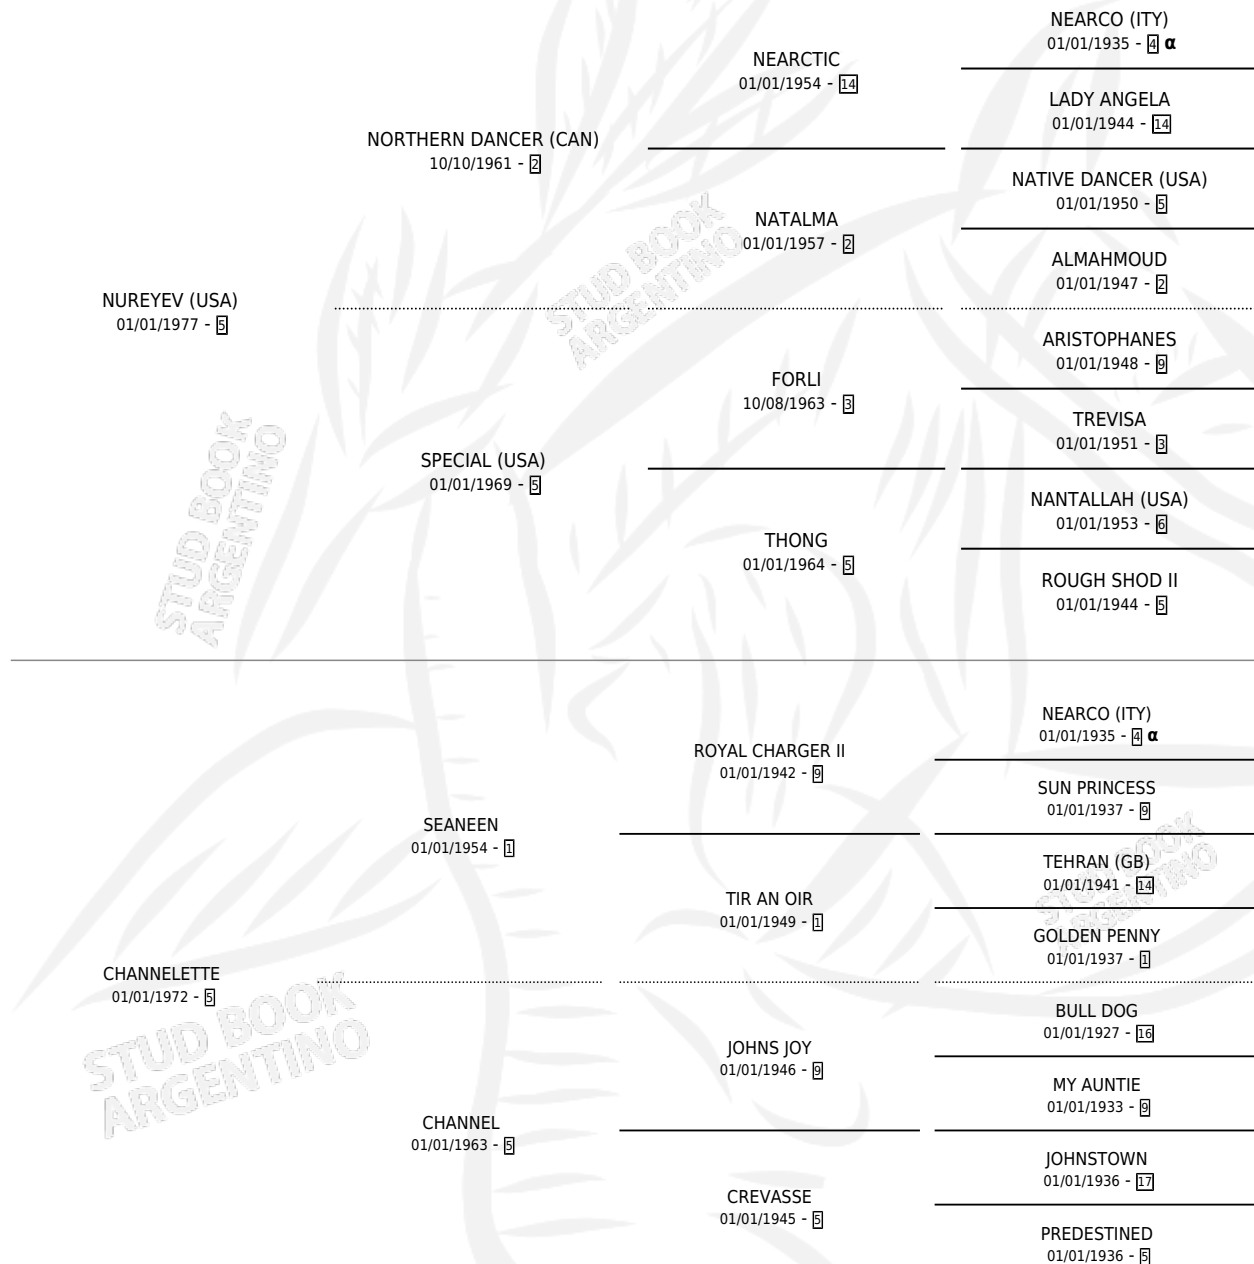 NUREYEV (USA)
01/01/1977 - 5
NORTHERN DANCER (CAN)
10/10/1961 - 2
NEARCTIC
01/01/1954 - 14
NEARCO (ITY)
01/01/1935 - 4 α
LADY ANGELA
01/01/1944 - 14
NATALMA
01/01/1957 - 2
NATIVE DANCER (USA)
01/01/1950 - 5
ALMAHMOUD
01/01/1947 - 2
SPECIAL (USA)
01/01/1969 - 5
FORLI
10/08/1963 - 3
ARISTOPHANES
01/01/1948 - 9
TREVISA
01/01/1951 - 3
THONG
01/01/1964 - 5
NANTALLAH (USA)
01/01/1953 - 6
ROUGH SHOD II
01/01/1944 - 5
CHANNELETTE
01/01/1972 - 5
SEANEEN
01/01/1954 - 1
ROYAL CHARGER II
01/01/1942 - 9
NEARCO (ITY)
01/01/1935 - 4 α
SUN PRINCESS
01/01/1937 - 9
TIR AN OIR
01/01/1949 - 1
TEHRAN (GB)
01/01/1941 - 14
GOLDEN PENNY
01/01/1937 - 1
CHANNEL
01/01/1963 - 5
JOHNS JOY
01/01/1946 - 9
BULL DOG
01/01/1927 - 16
MY AUNTIE
01/01/1933 - 9
CREVASSE
01/01/1945 - 5
JOHNSTOWN
01/01/1936 - 17
PREDESTINED
01/01/1936 - 5
STUD BOOK
ARGENTINO
STUD BOOK
ARGENTINO
STUD BOOK
ARGENTINO
STUD BOOK
ARGENTINO